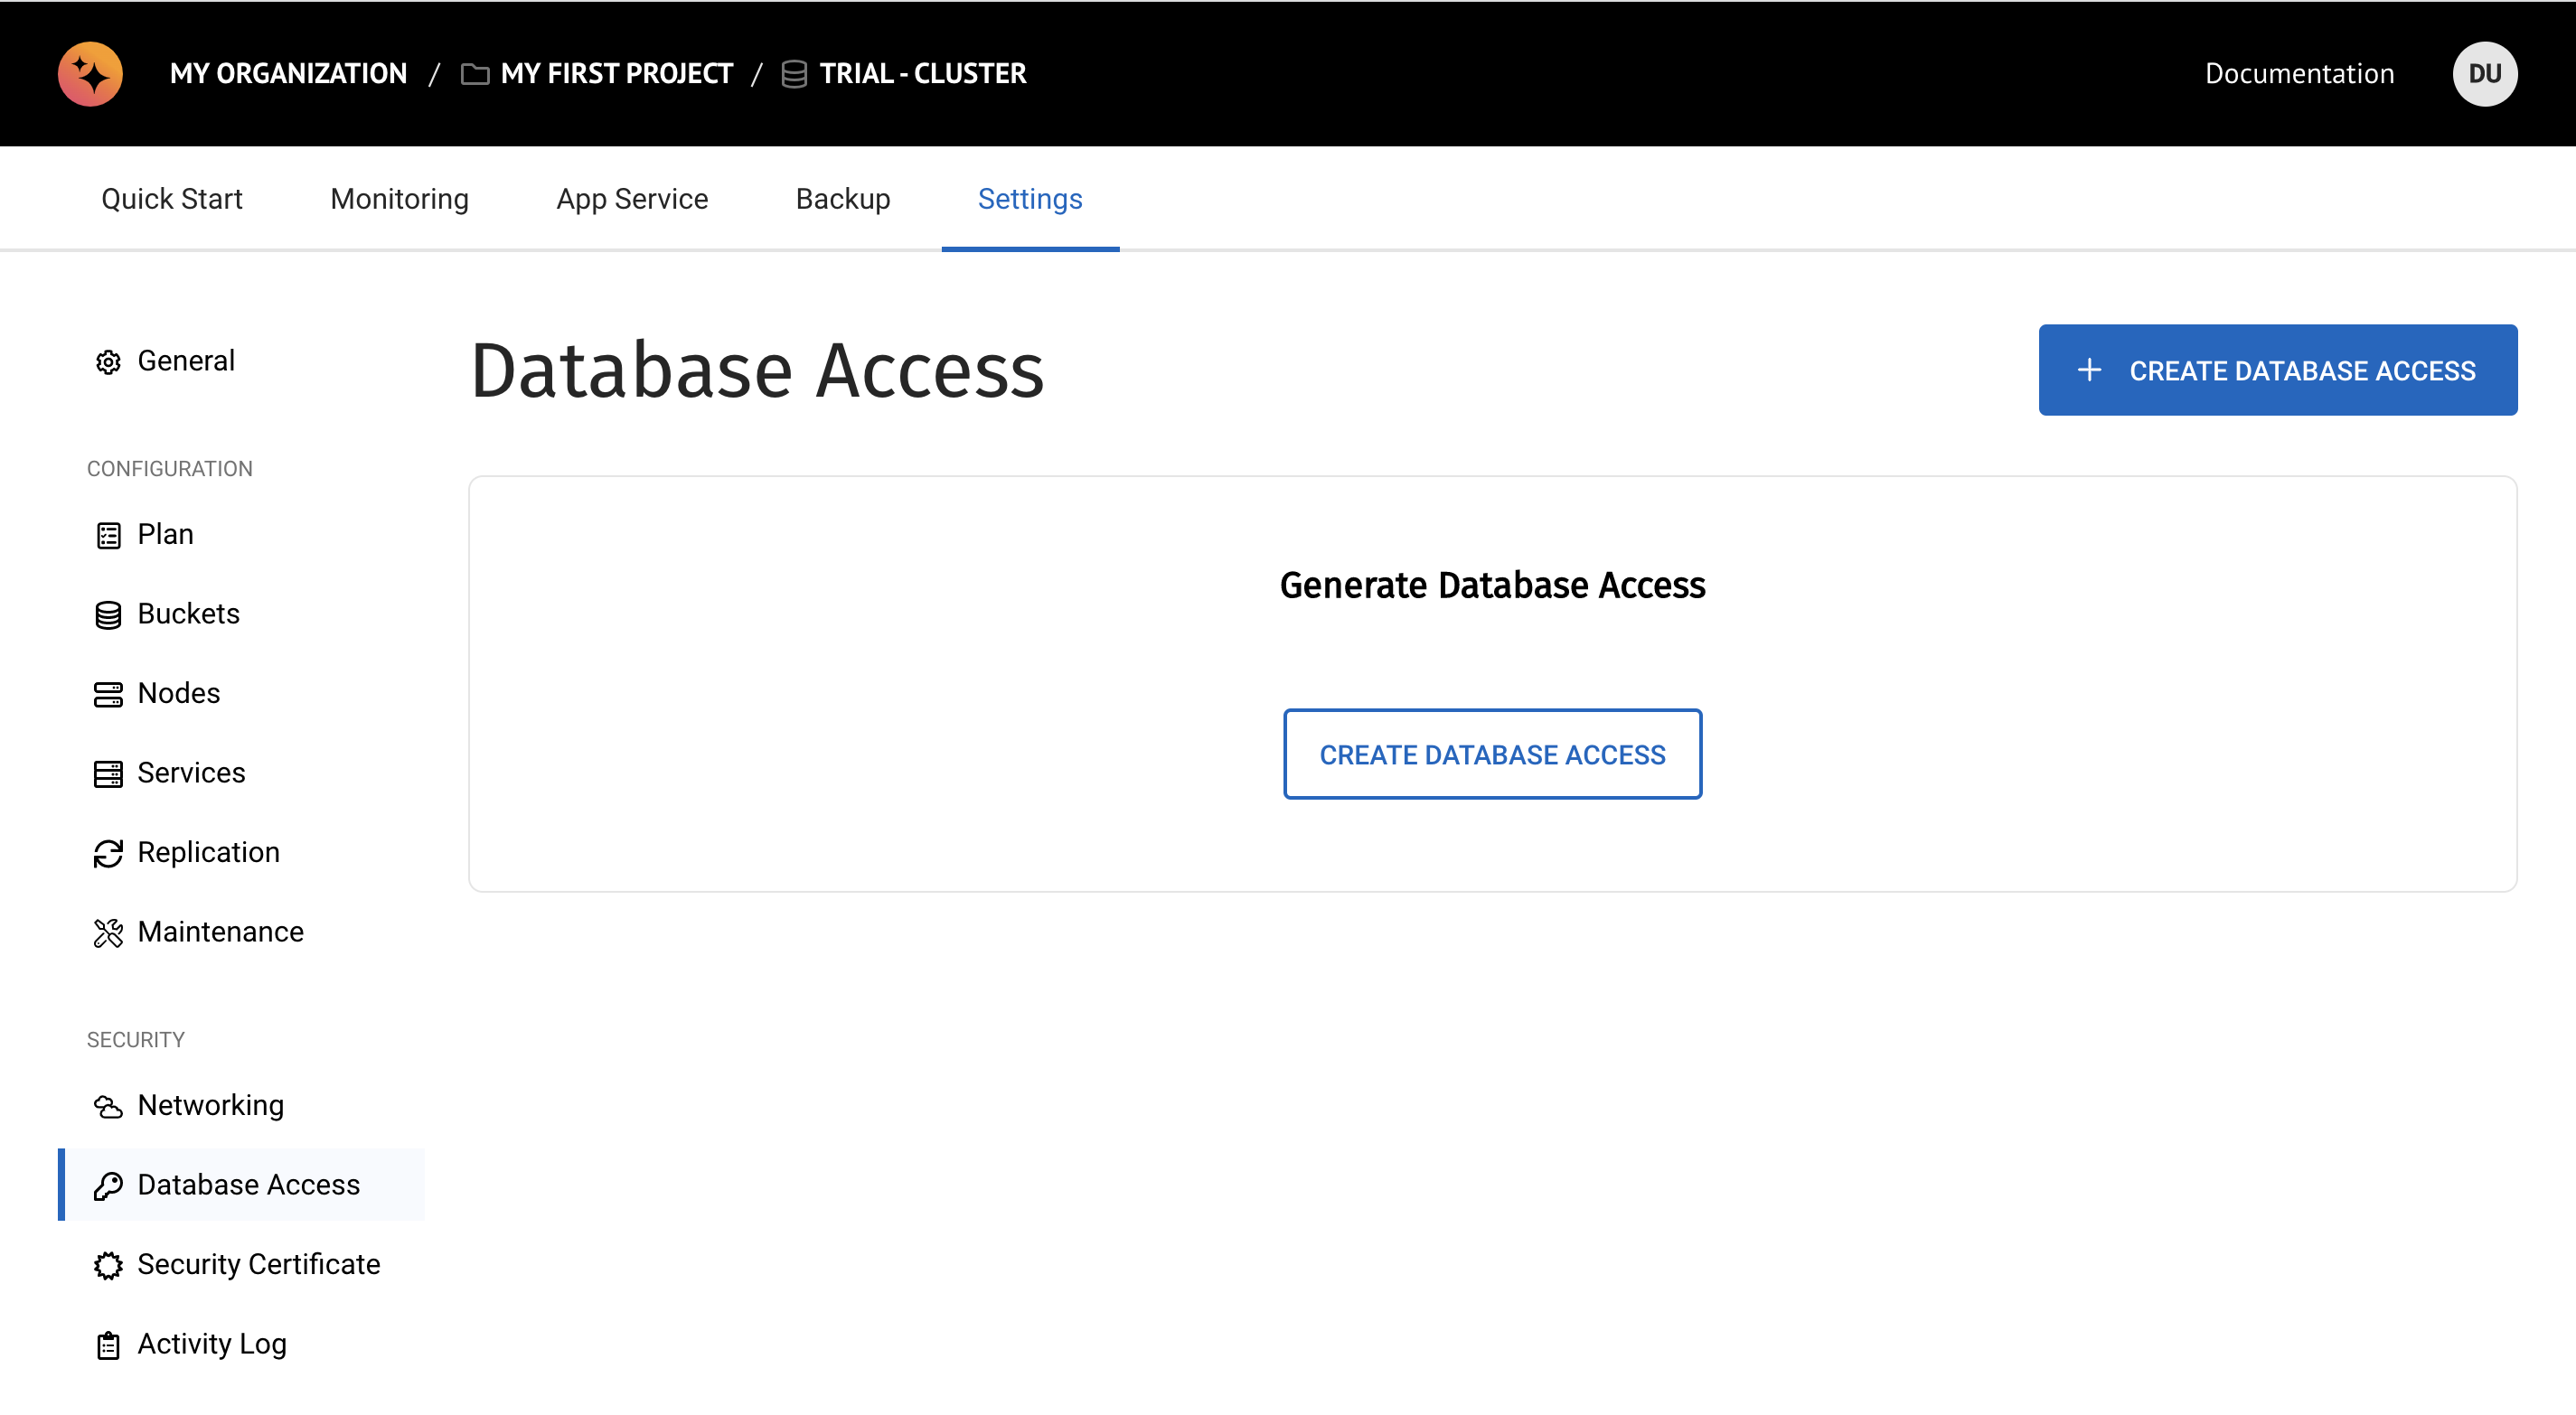 MY ORGANIZATION / MY FIRST PROJECT / TRIAL - CLUSTER Documentation DU
Quick Start Monitoring App Service Backup Settings
General
CONFIGURATION
Plan
Buckets
Nodes
Services
Replication
Maintenance
SECURITY
Networking
Database Access
Security Certificate
Activity Log
Database Access
+ CREATE DATABASE ACCESS
Generate Database Access
CREATE DATABASE ACCESS